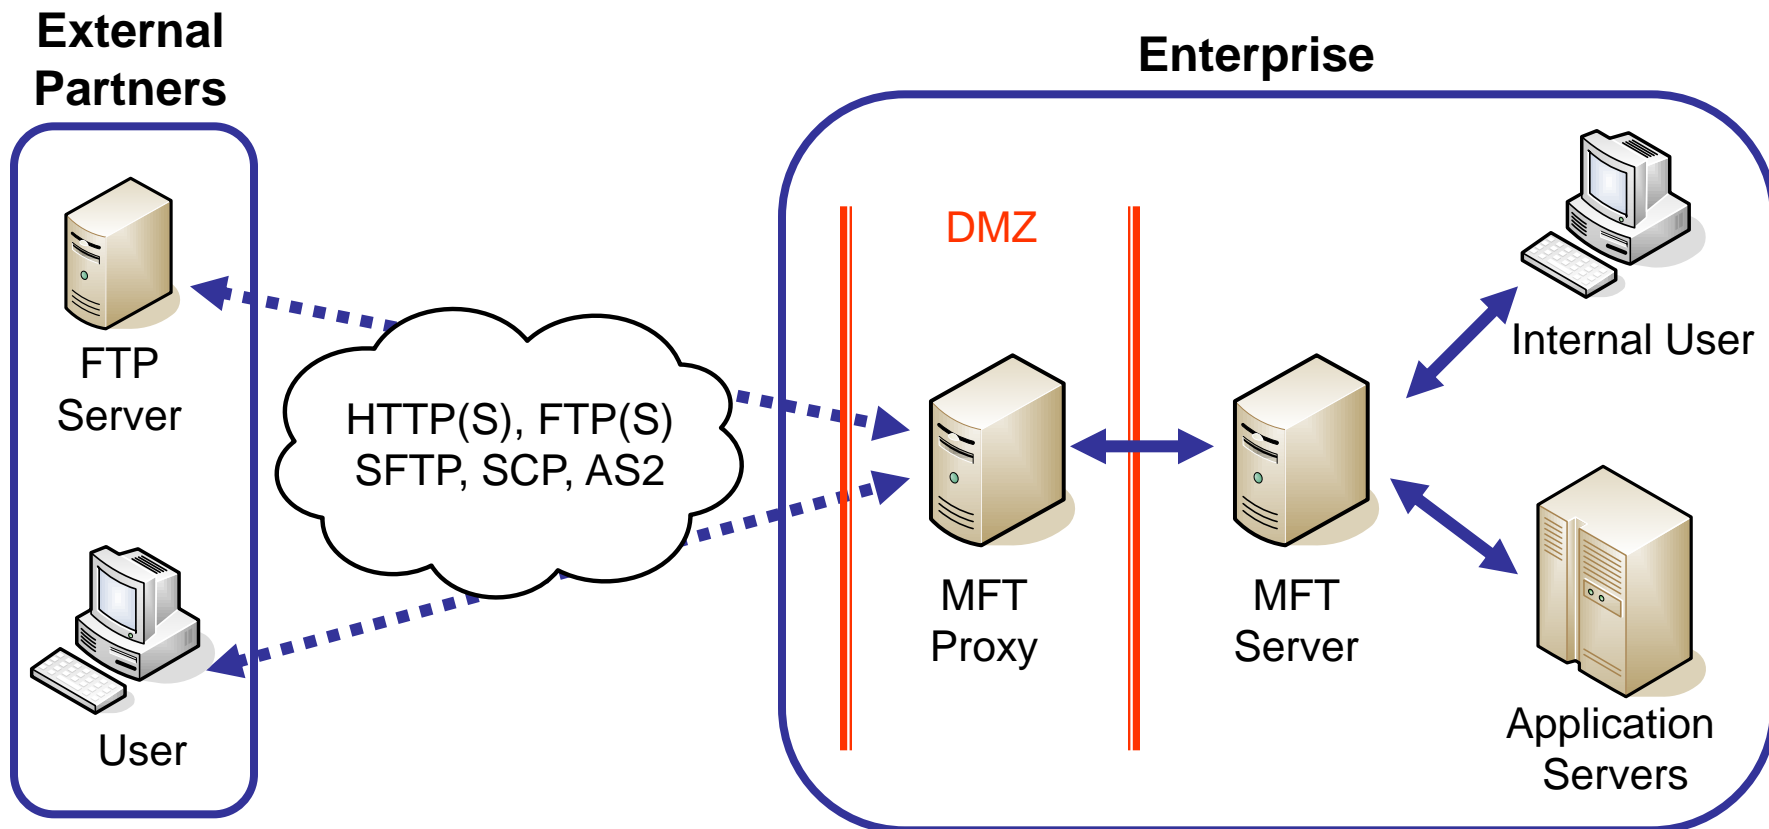 External
Partners
FTP
Server
User
HTTP(S), FTP(S)
SFTP, SCP, AS2
Enterprise
DMZ
MFT
Proxy
MFT
Server
Internal User
Application
Servers